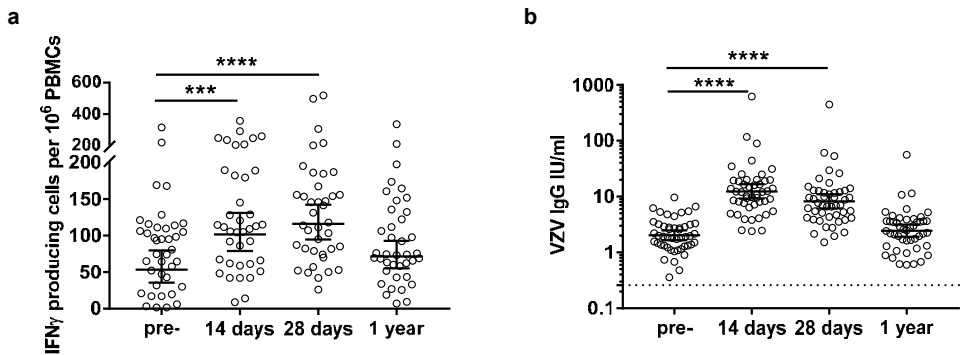 a
b
IFNγ producing cells per 10⁶ PBMCs
****
***
600
400
200
200
150
100
50
0
pre- 14 days 28 days 1 year
VZV IgG IU/ml
****
****
1000
100
10
1
0.1
pre- 14 days 28 days 1 year